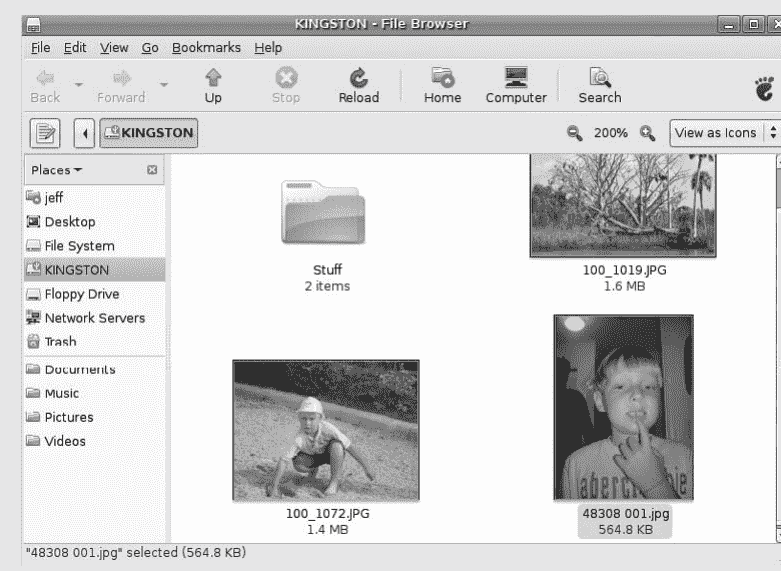 KINGSTON - File Browser
File Edit View Go Bookmarks Help
Back Forward Up Stop Reload Home Computer Search
KINGSTON 200% View as Icons
Places
jeff
Desktop
File System
KINGSTON
Floppy Drive
Network Servers
Trash
Documents
Music
Pictures
Videos
Stuff
2 items
100_1019.JPG
1.6 MB
100_1072.JPG
1.4 MB
abercrombie
48308 001.jpg
564.8 KB
"48308 001.jpg" selected (564.8 KB)